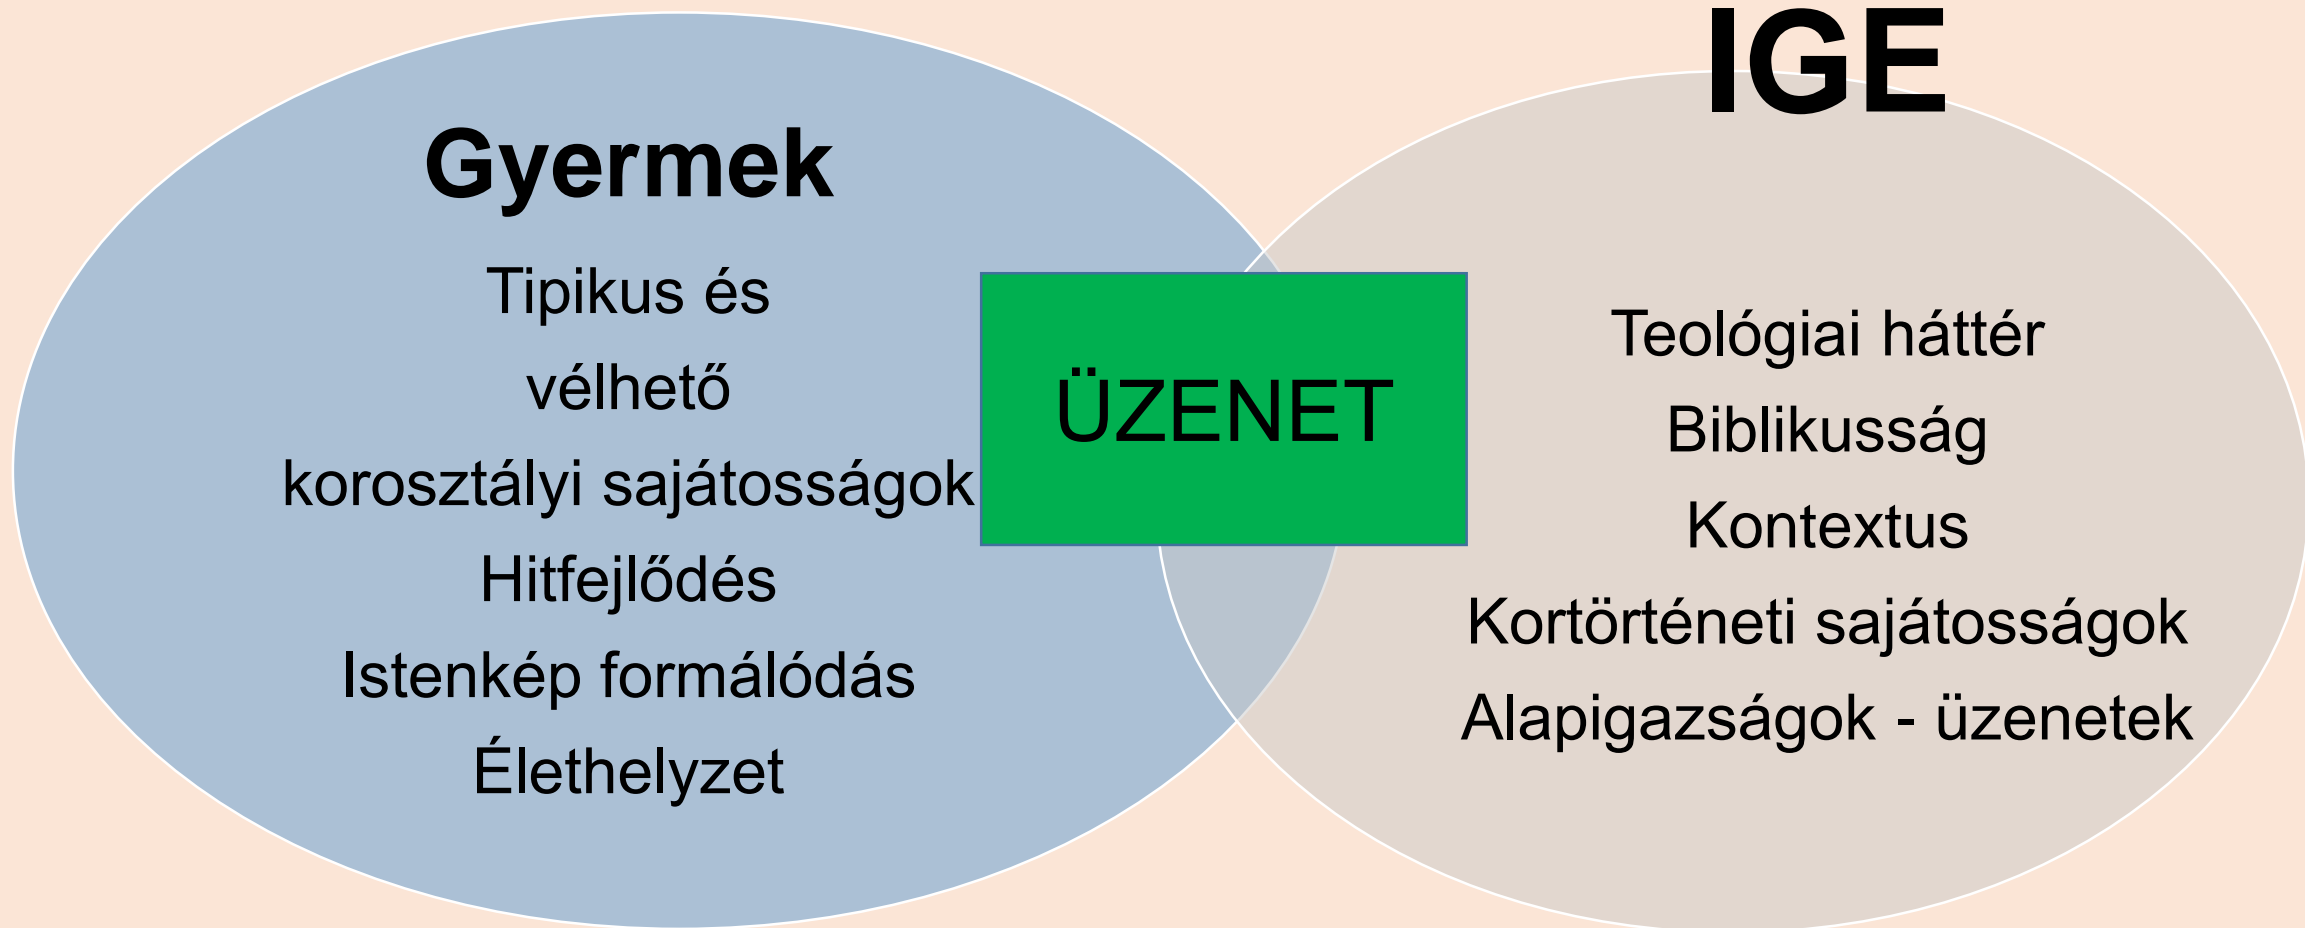 Gyermek
Tipikus és
vélhető
korosztályi sajátosságok
Hitfejlődés
Istenkép formálódás
Élethelyzet
ÜZENET
IGE
Teológiai háttér
Biblikusság
Kontextus
Kortörténeti sajátosságok
Alapigazságok - üzenetek